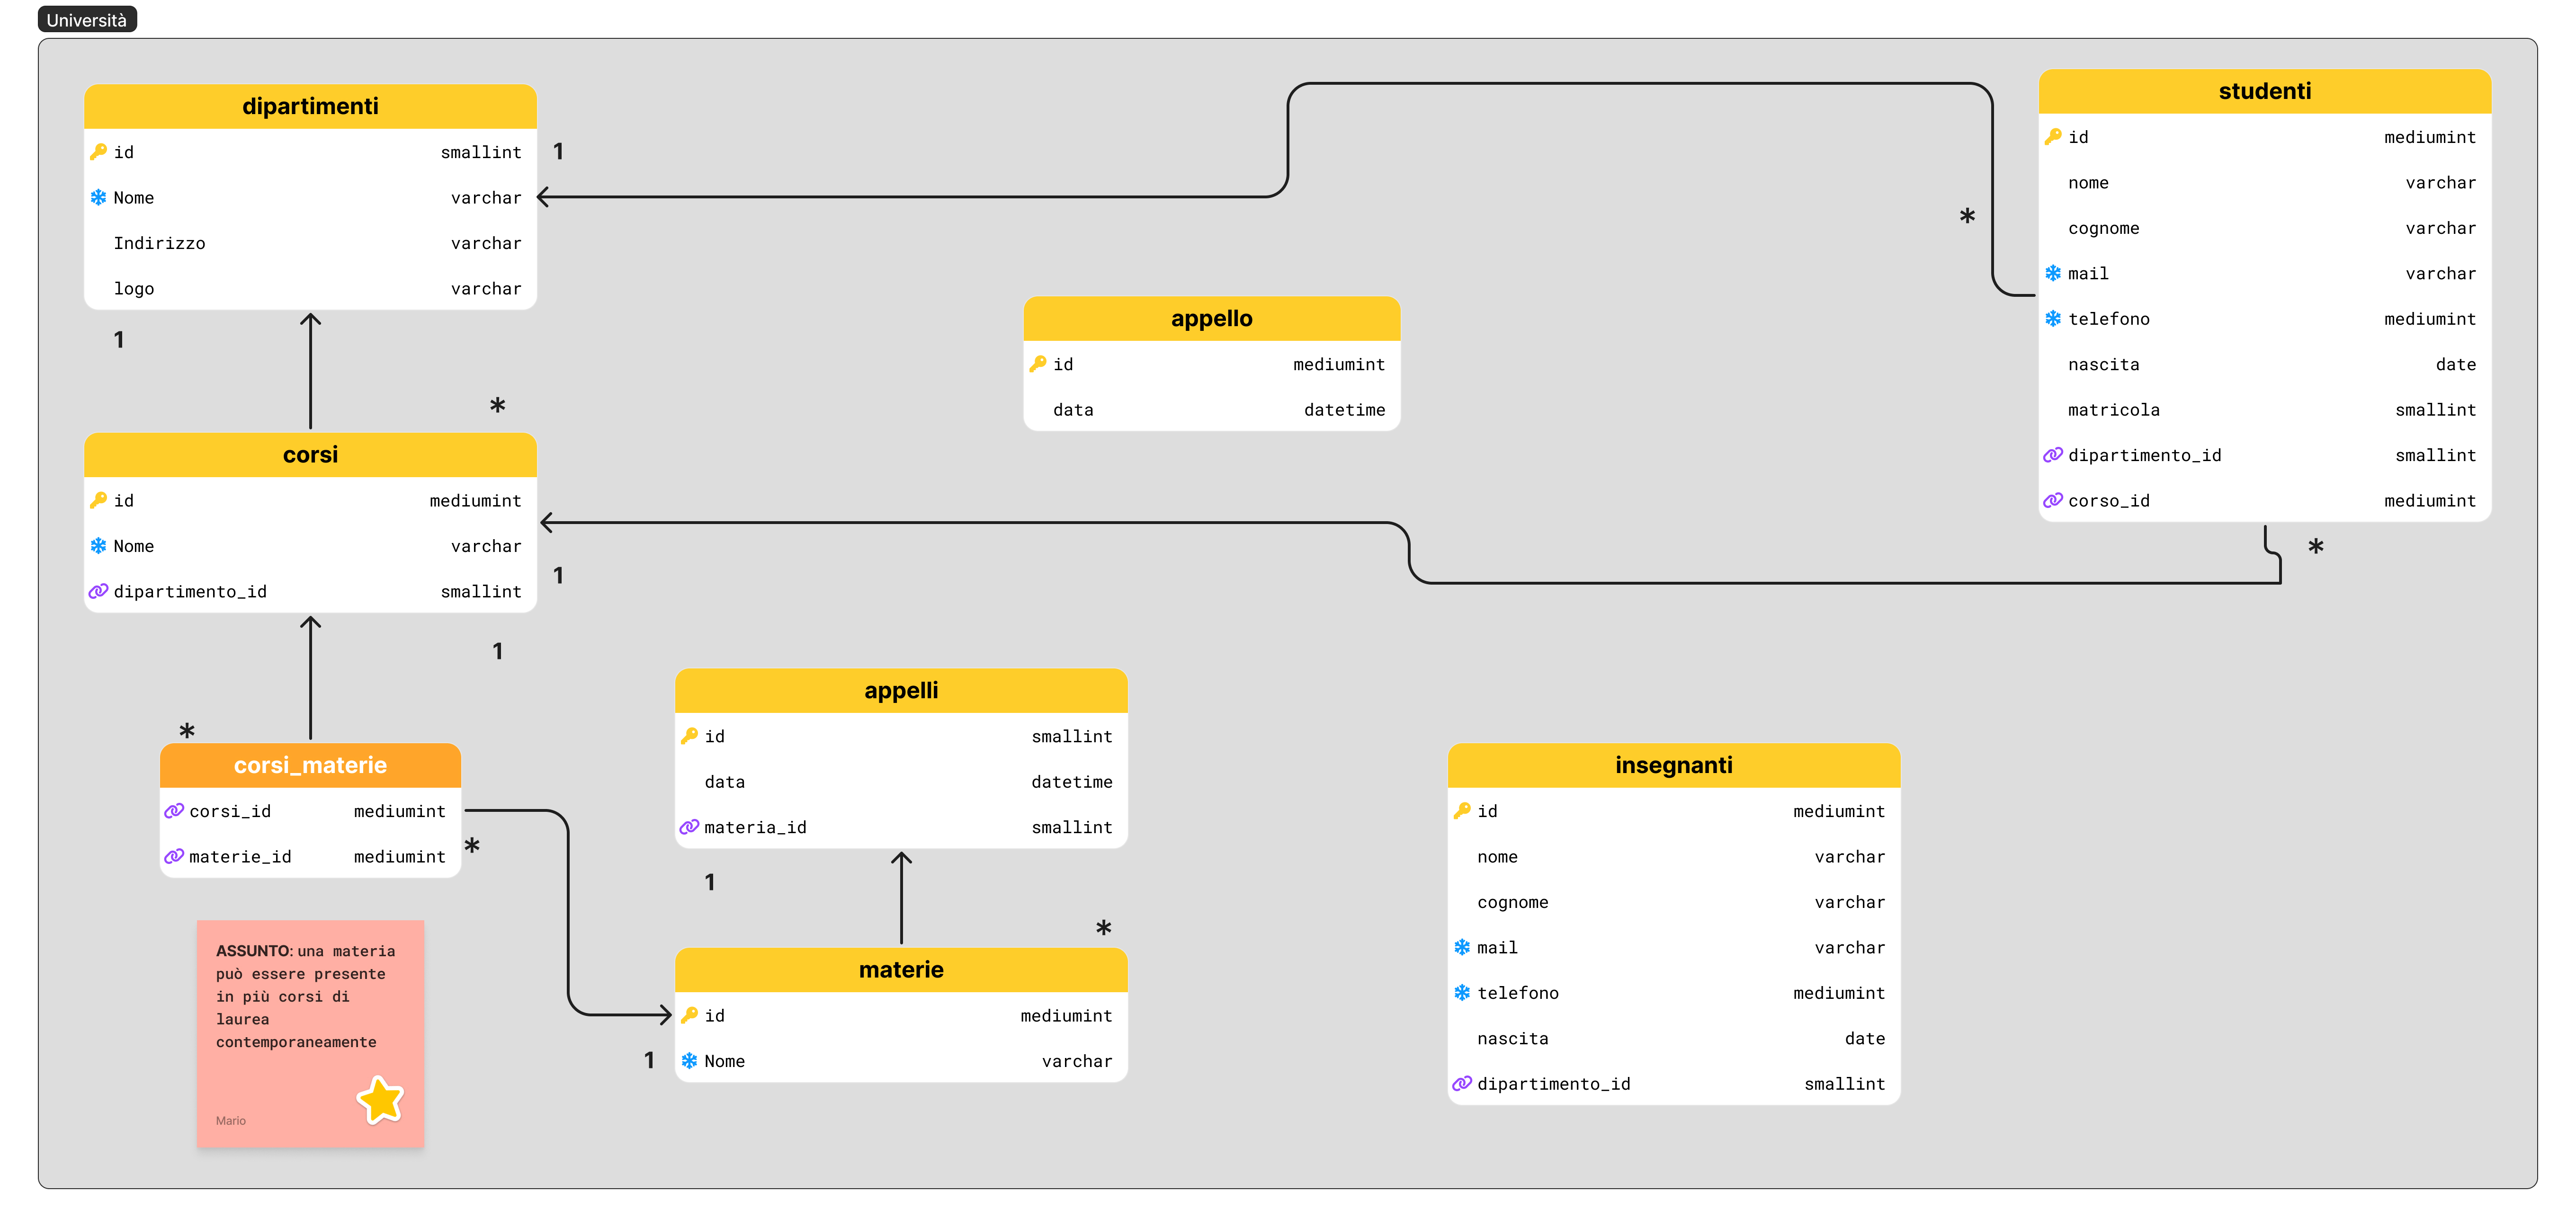 Università
dipartimenti
id smallint
Nome varchar
Indirizzo varchar
logo varchar
1
1
*
studenti
id mediumint
nome varchar
cognome varchar
mail varchar
telefono mediumint
nascita date
matricola smallint
dipartimento_id smallint
corso_id mediumint
*
*
appello
id mediumint
data datetime
corsi
id mediumint
Nome varchar
dipartimento_id smallint
1
1
*
corsi_materie
corsi_id mediumint
materie_id mediumint
*
appelli
id smallint
data datetime
materia_id smallint
1
*
materie
id mediumint
Nome varchar
1
insegnanti
id mediumint
nome varchar
cognome varchar
mail varchar
telefono mediumint
nascita date
dipartimento_id smallint
ASSUNTO: una materia
può essere presente
in più corsi di
laurea
contemporaneamente
Mario